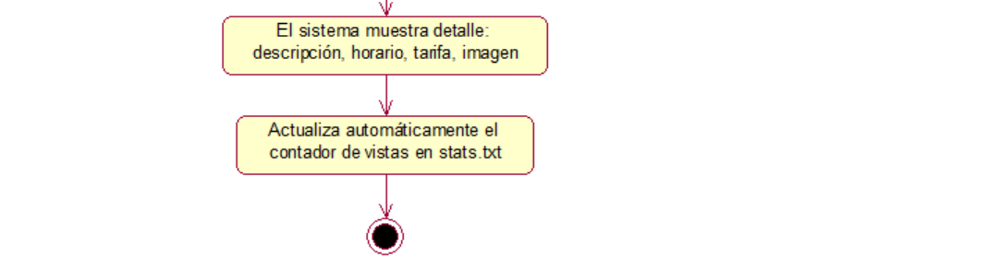 El sistema muestra detalle:
descripción, horario, tarifa, imagen
Actualiza automáticamente el
contador de vistas en stats.txt